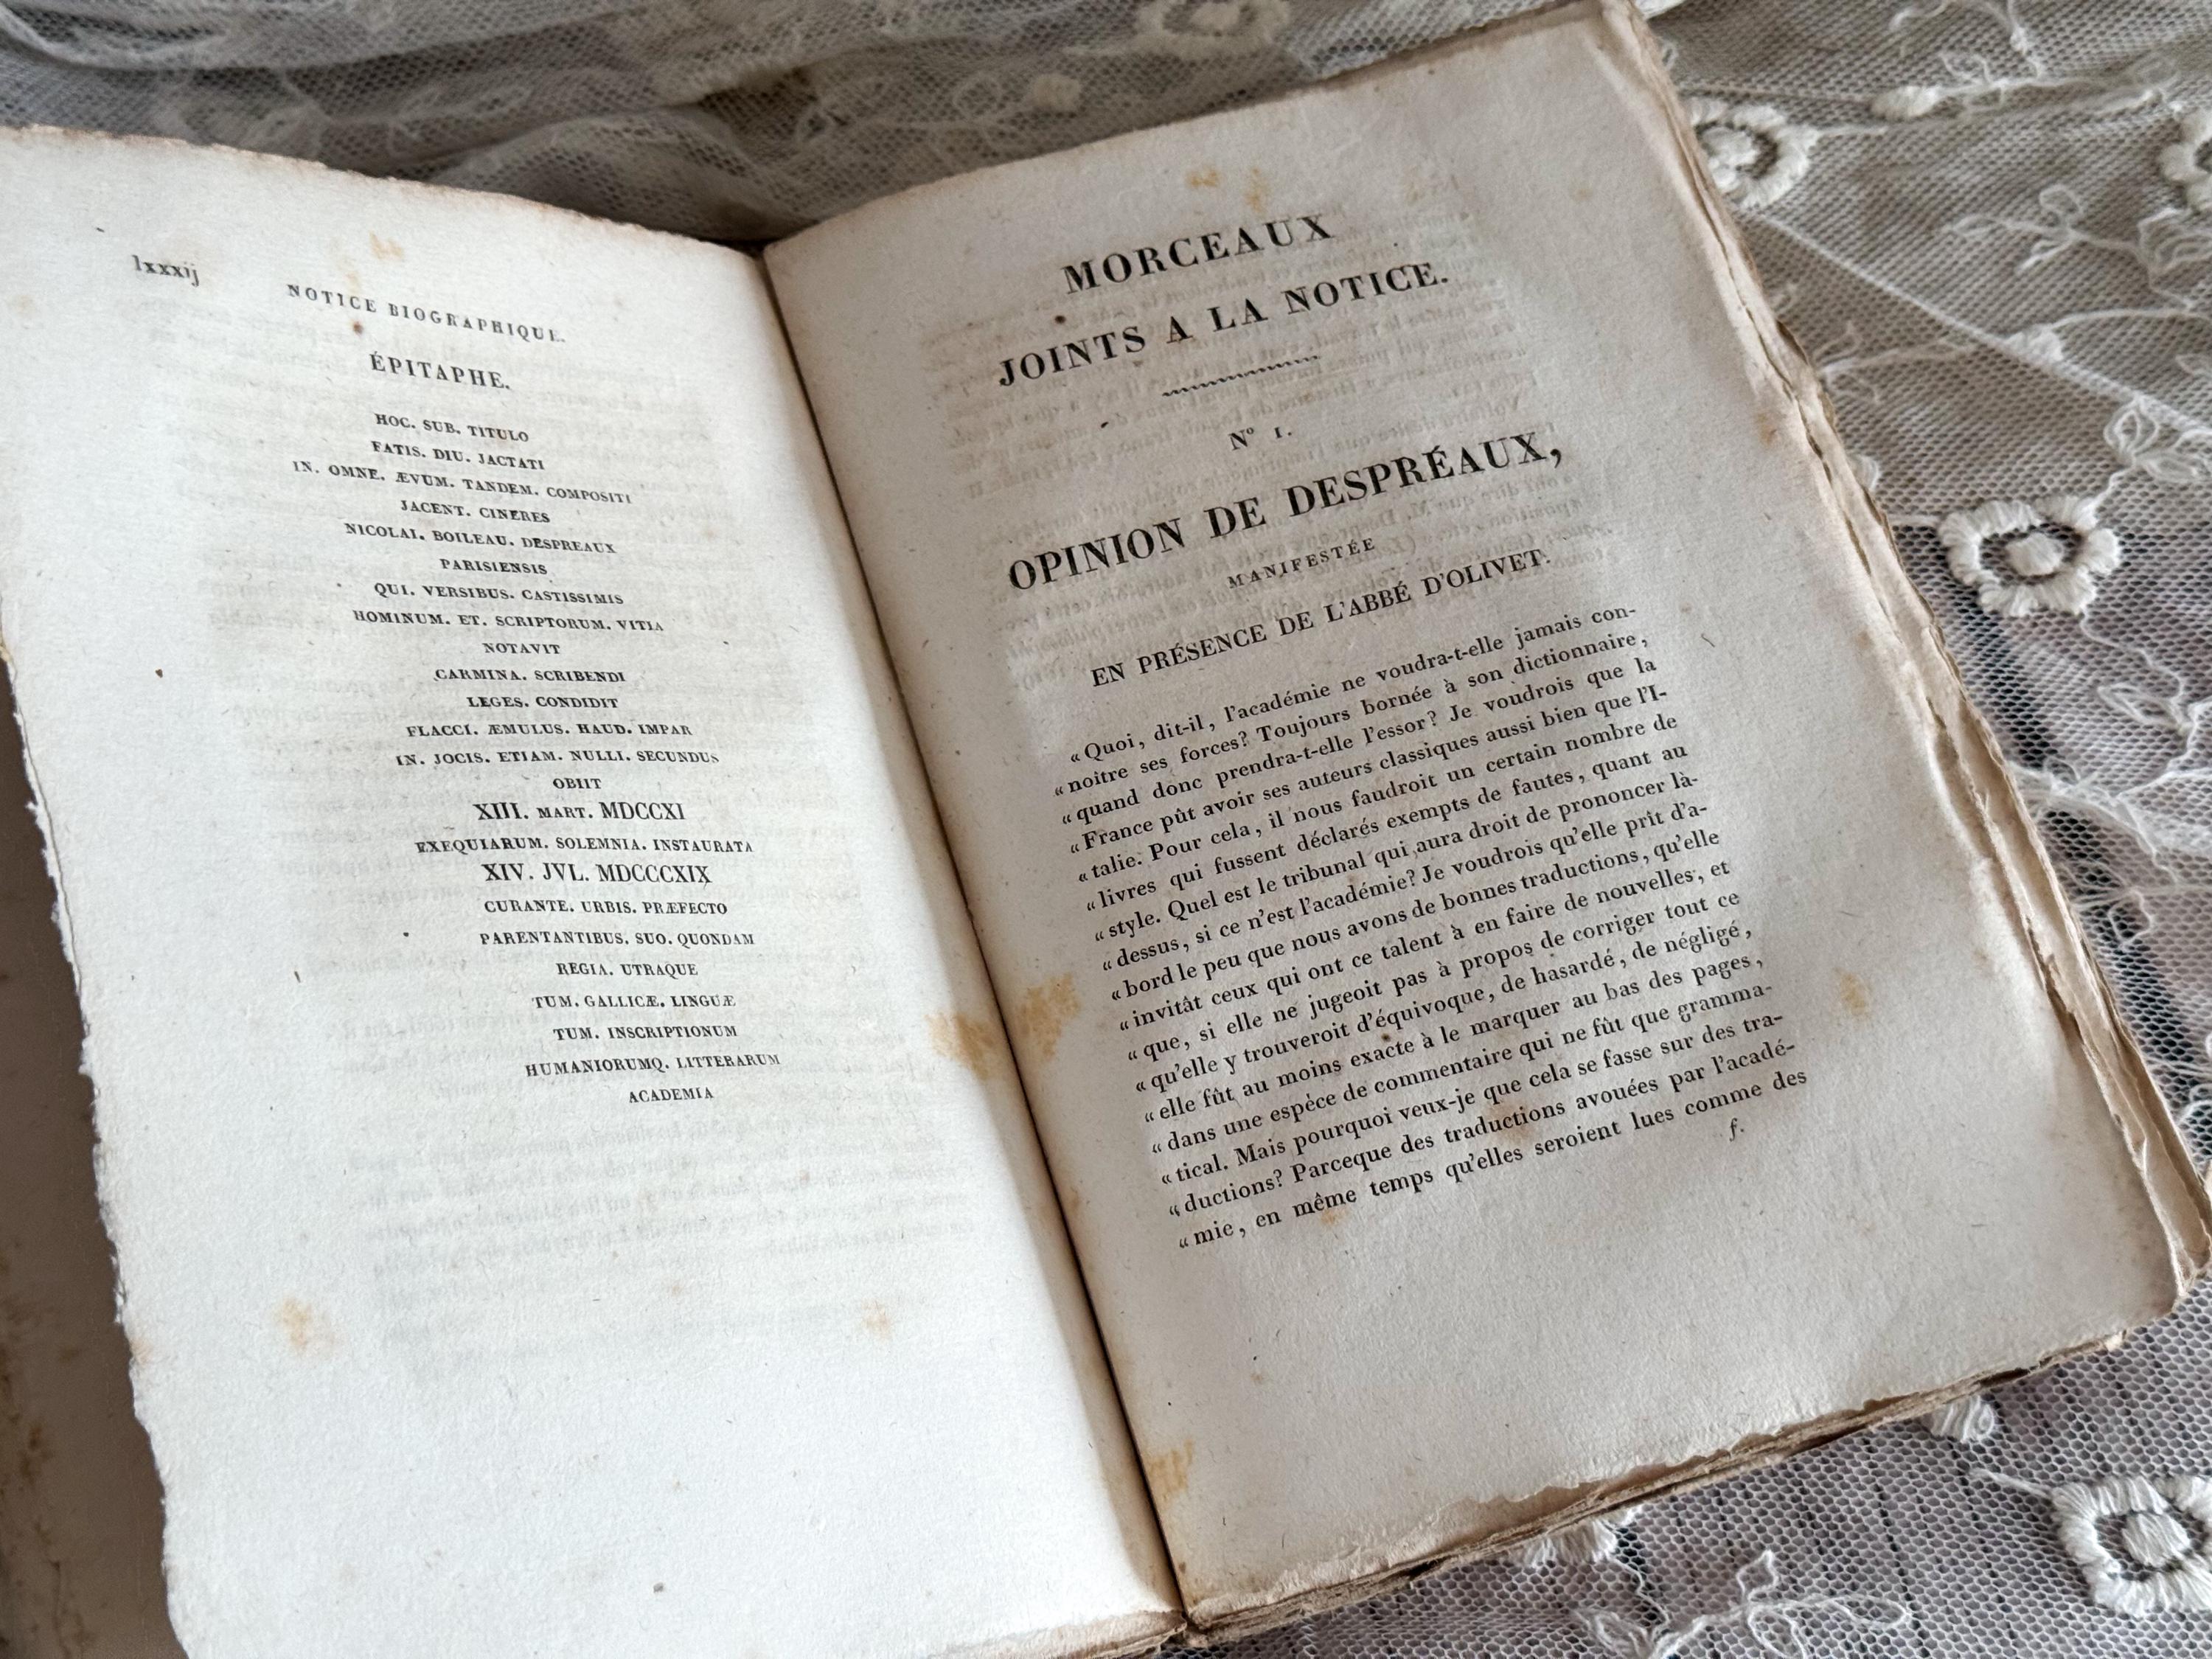 lxxxij
NOTICE BIOGRAPHIQUE.
ÉPITAPHE.
HOC. SUB. TITULO
FATIS. DIU. JACTATI
IN. OMNE. ÆVUM. TANDEM. COMPOSITI
JACENT. CINERES
NICOLAI. BOILEAU. DESPREAUX
PARISIENSIS
QUI. VERSIBUS. CASTISSIMIS
HOMINUM. ET. SCRIPTORUM. VITIA
NOTAVIT
CARMINA. SCRIBENDI
LEGES. CONDIDIT
FLACCI. ÆMULUS. HAUD. IMPAR
IN. JOCIS. ETIAM. NULLI. SECUNDUS
OBIIT
XIII. MART. MDCCXI
EXEQUIARUM. SOLEMNIA. INSTAURATA
XIV. JVL. MDCCCXIX
CURANTE. URBIS. PRÆFECTO
PARENTANTIBUS. SUO. QUONDAM
REGIA. UTRAQUE
TUM. GALLICÆ. LINGUÆ
TUM. INSCRIPTIONUM
HUMANIORUMQ. LITTERARUM
ACADEMIA
MORCEAUX
JOINTS A LA NOTICE.
N° 1.
OPINION DE DESPRÉAUX,
MANIFESTÉE
EN PRÉSENCE DE L'ABBÉ D'OLIVET.
« Quoi, dit-il, l'académie ne voudra-t-elle jamais con-
« noître ses forces? Toujours bornée à son dictionnaire,
« quand donc prendra-t-elle l'essor? Je voudrois que la
« France pût avoir ses auteurs classiques aussi bien que l'I-
« talie. Pour cela, il nous faudroit un certain nombre de
« livres qui fussent déclarés exempts de fautes, quant au
« style. Quel est le tribunal qui aura droit de prononcer là-
« dessus, si ce n'est l'académie? Je voudrois qu'elle prît d'a-
« bord le peu que nous avons de bonnes traductions, qu'elle
« invitât ceux qui ont ce talent à en faire de nouvelles, et
« que, si elle ne jugeoit pas à propos de corriger tout ce
« qu'elle y trouveroit d'équivoque, de hasardé, de négligé,
« elle fût au moins exacte à le marquer au bas des pages,
« dans une espèce de commentaire qui ne fût que gramma-
« tical. Mais pourquoi veux-je que cela se fasse sur des tra-
« ductions? Parceque des traductions avouées par l'acadé-
« mie, en même temps qu'elles seroient lues comme des
f.